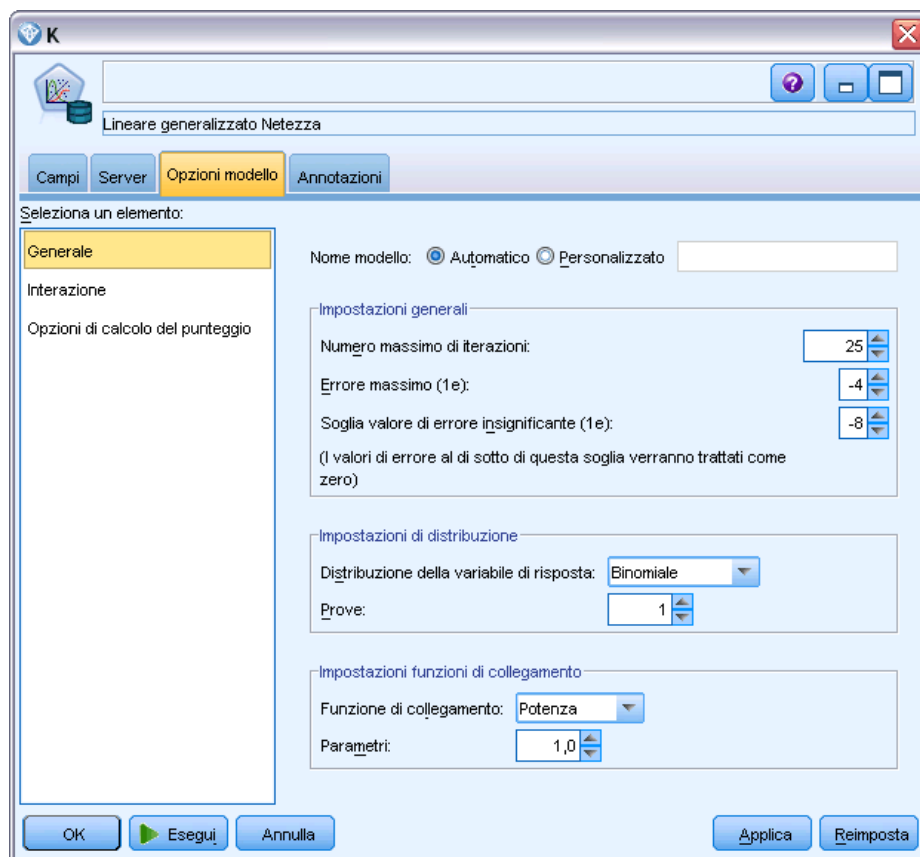 K
Lineare generalizzato Netezza
Campi Server Opzioni modello Annotazioni
Seleziona un elemento:
Generale
Interazione
Opzioni di calcolo del punteggio
Nome modello: Automatico Personalizzato
Impostazioni generali
Numero massimo di iterazioni: 25
Errore massimo (1e): -4
Soglia valore di errore insignificante (1e): -8
(I valori di errore al di sotto di questa soglia verranno trattati come
zero)
Impostazioni di distribuzione
Distribuzione della variabile di risposta: Binomiale
Prove: 1
Impostazioni funzioni di collegamento
Funzione di collegamento: Potenza
Parametri: 1,0
OK Esegui Annulla Applica Reimposta